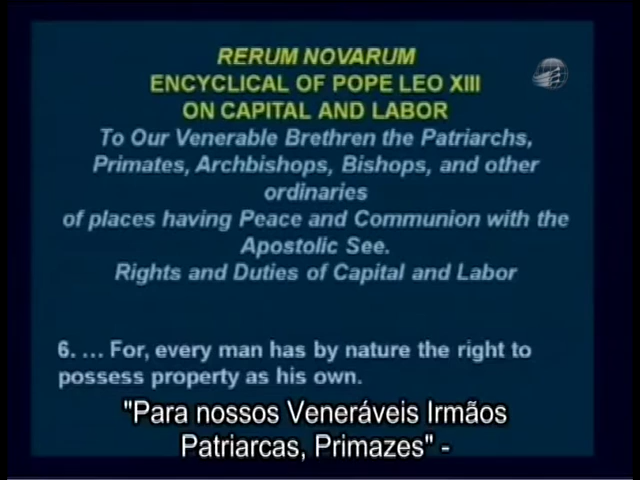 RERUM NOVARUM
ENCYCLICAL OF POPE LEO XIII
ON CAPITAL AND LABOR
To Our Venerable Brethren the Patriarchs,
Primates, Archbishops, Bishops, and other
ordinaries
of places having Peace and Communion with the
Apostolic See.
Rights and Duties of Capital and Labor
6. ... For, every man has by nature the right to
possess property as his own.
"Para nossos Veneráveis Irmãos
Patriarcas, Primazes" -